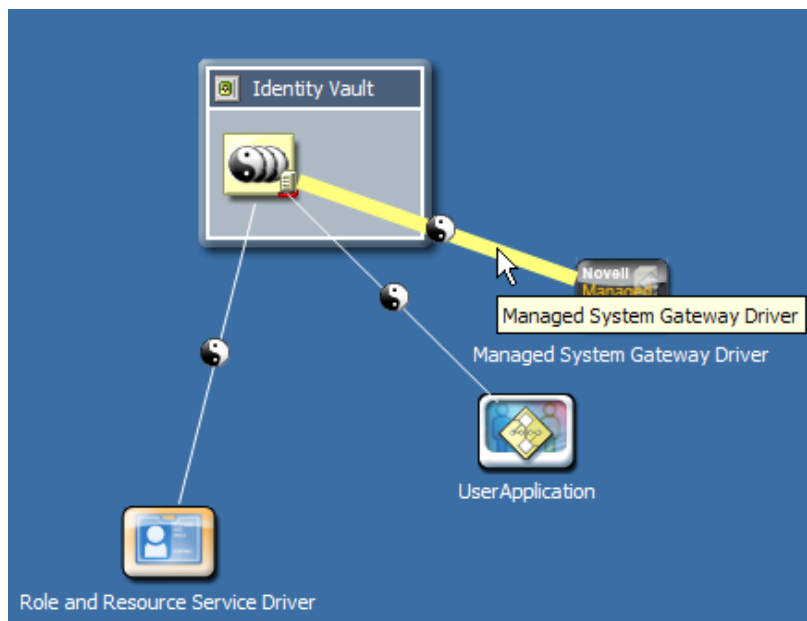 Identity Vault
Novell
Managed
Managed System Gateway Driver
Managed System Gateway Driver
UserApplication
Role and Resource Service Driver